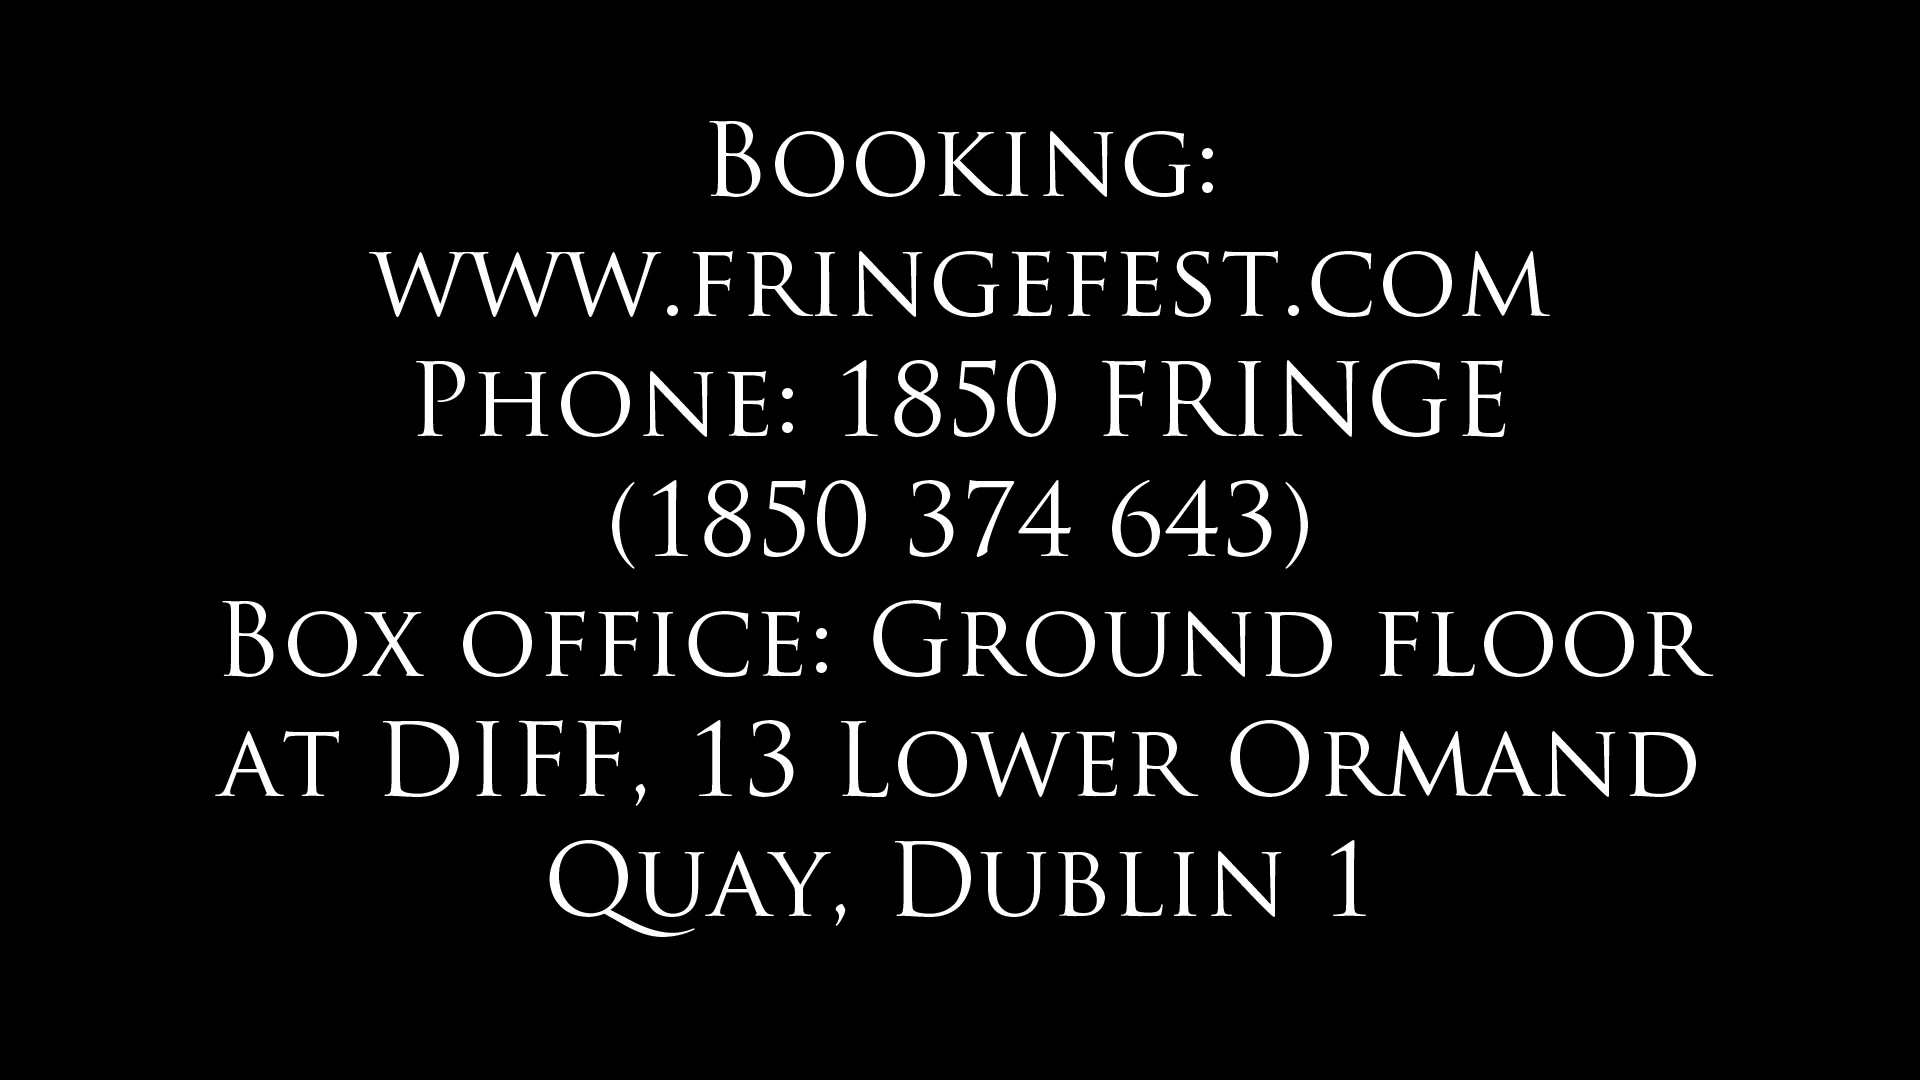 Booking:
www.fringefest.com
Phone: 1850 FRINGE
(1850 374 643)
Box office: Ground floor
at DIFF, 13 Lower Ormand
Quay, Dublin 1